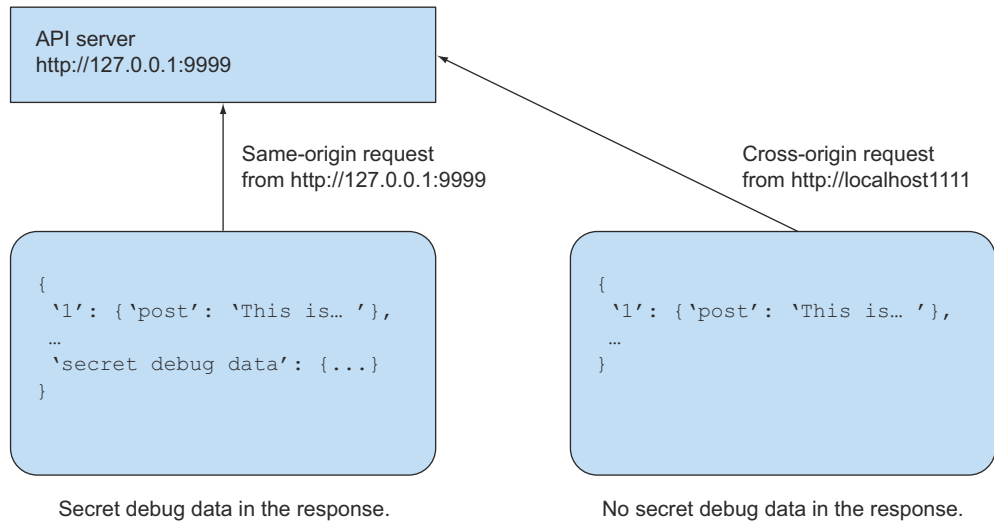 API server
http://127.0.0.1:9999
Same-origin request
from http://127.0.0.1:9999
Cross-origin request
from http://localhost1111
{
‘1’: {‘post’: ‘This is… ’},
…
‘secret debug data’: {...}
}
{
‘1’: {‘post’: ‘This is… ’},
…
}
Secret debug data in the response.
No secret debug data in the response.